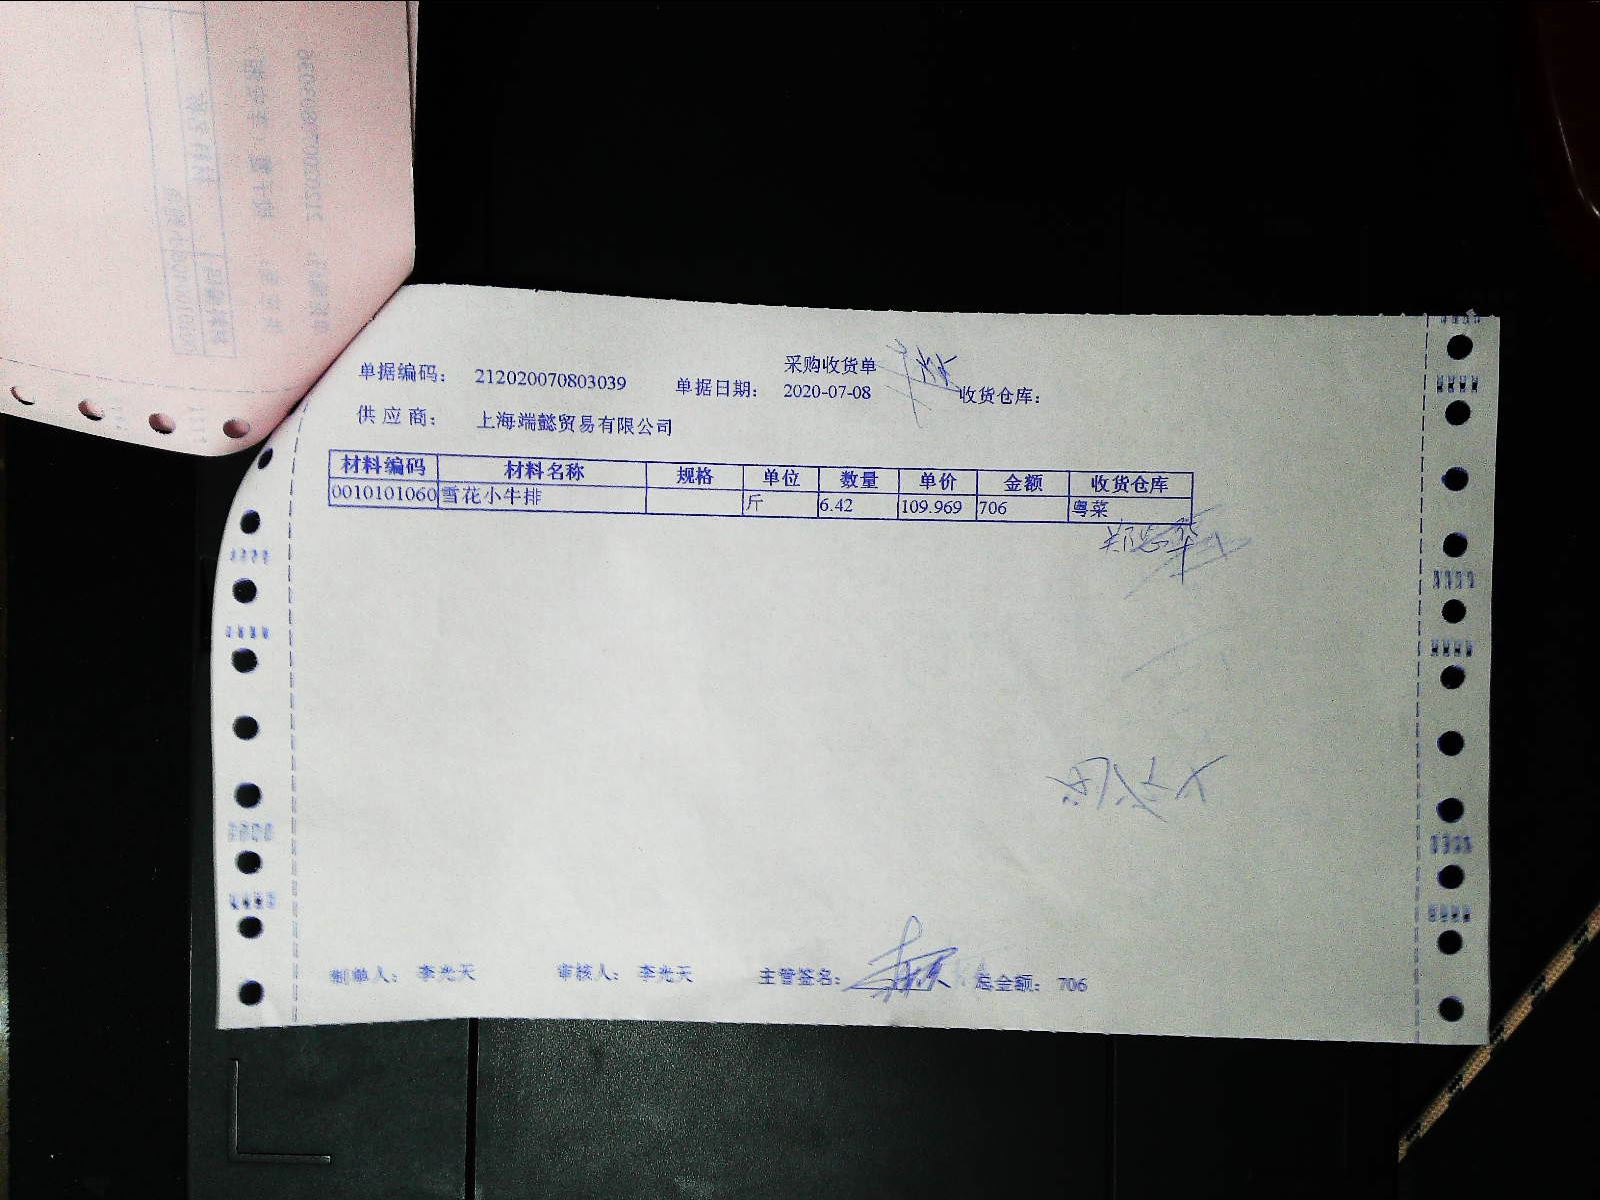 采购收货单
单据编码： 212020070803039 单据日期： 2020-07-08 收货仓库：
供 应 商： 上海端懿贸易有限公司
材料编码 材料名称 规格 单位 数量 单价 金额 收货仓库
0010101060 雪花小牛排 斤 6.42 109.969 706 粤菜
制单人： 李光天 审核人： 李光天 主管签名： 总金额： 706